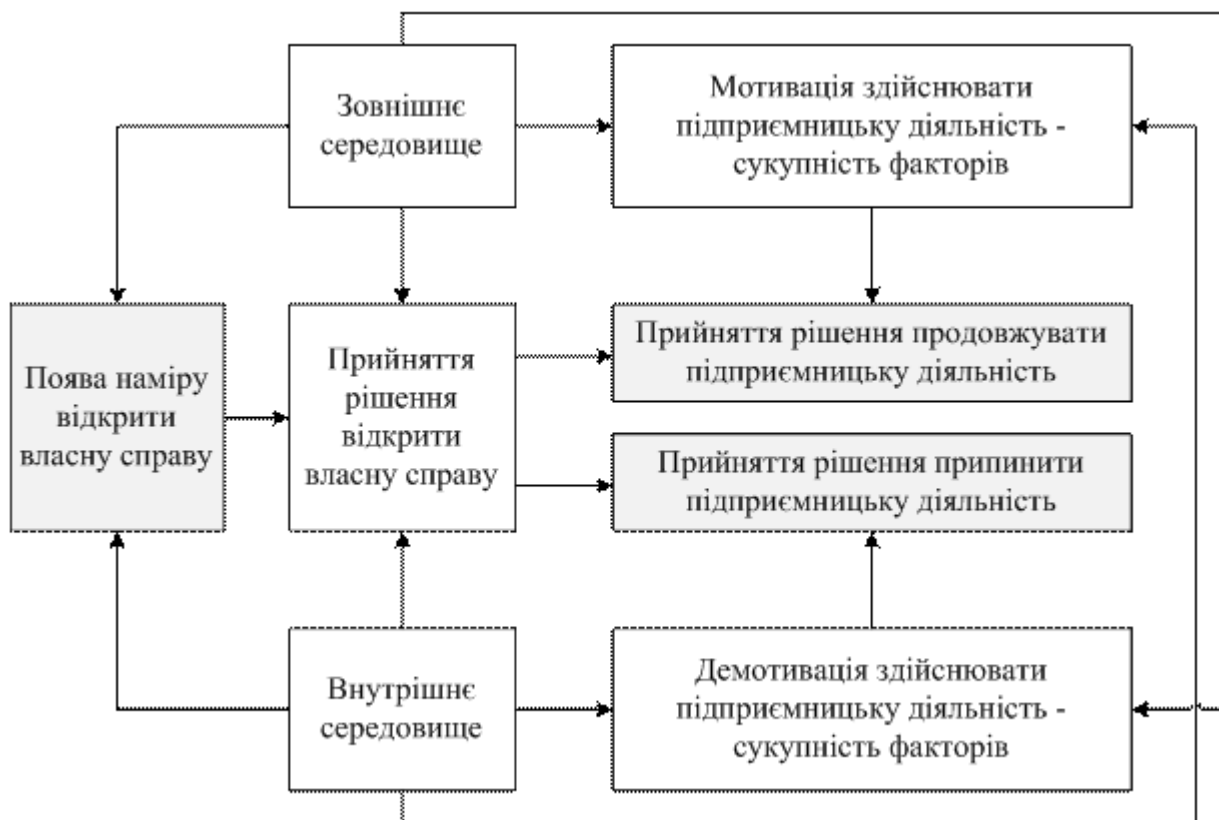 Зовнішнє
середовище
Мотивація здійснювати
підприємницьку діяльність -
сукупність факторів
Поява наміру
відкрити
власну справу
Прийняття
рішення
відкрити
власну справу
Прийняття рішення продовжувати
підприємницьку діяльність
Прийняття рішення припинити
підприємницьку діяльність
Внутрішнє
середовище
Демотивація здійснювати
підприємницьку діяльність -
сукупність факторів